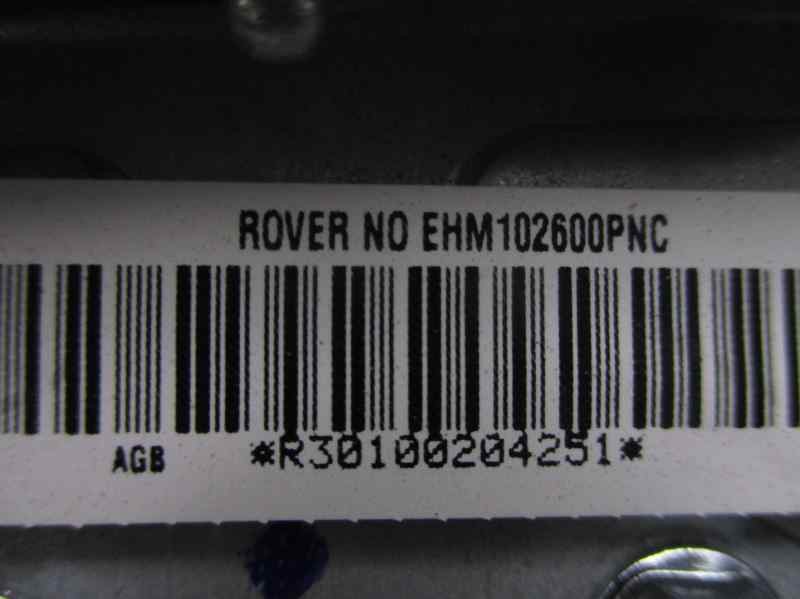 ROVER NO EHM102600PNC
AGB *R30100204251*